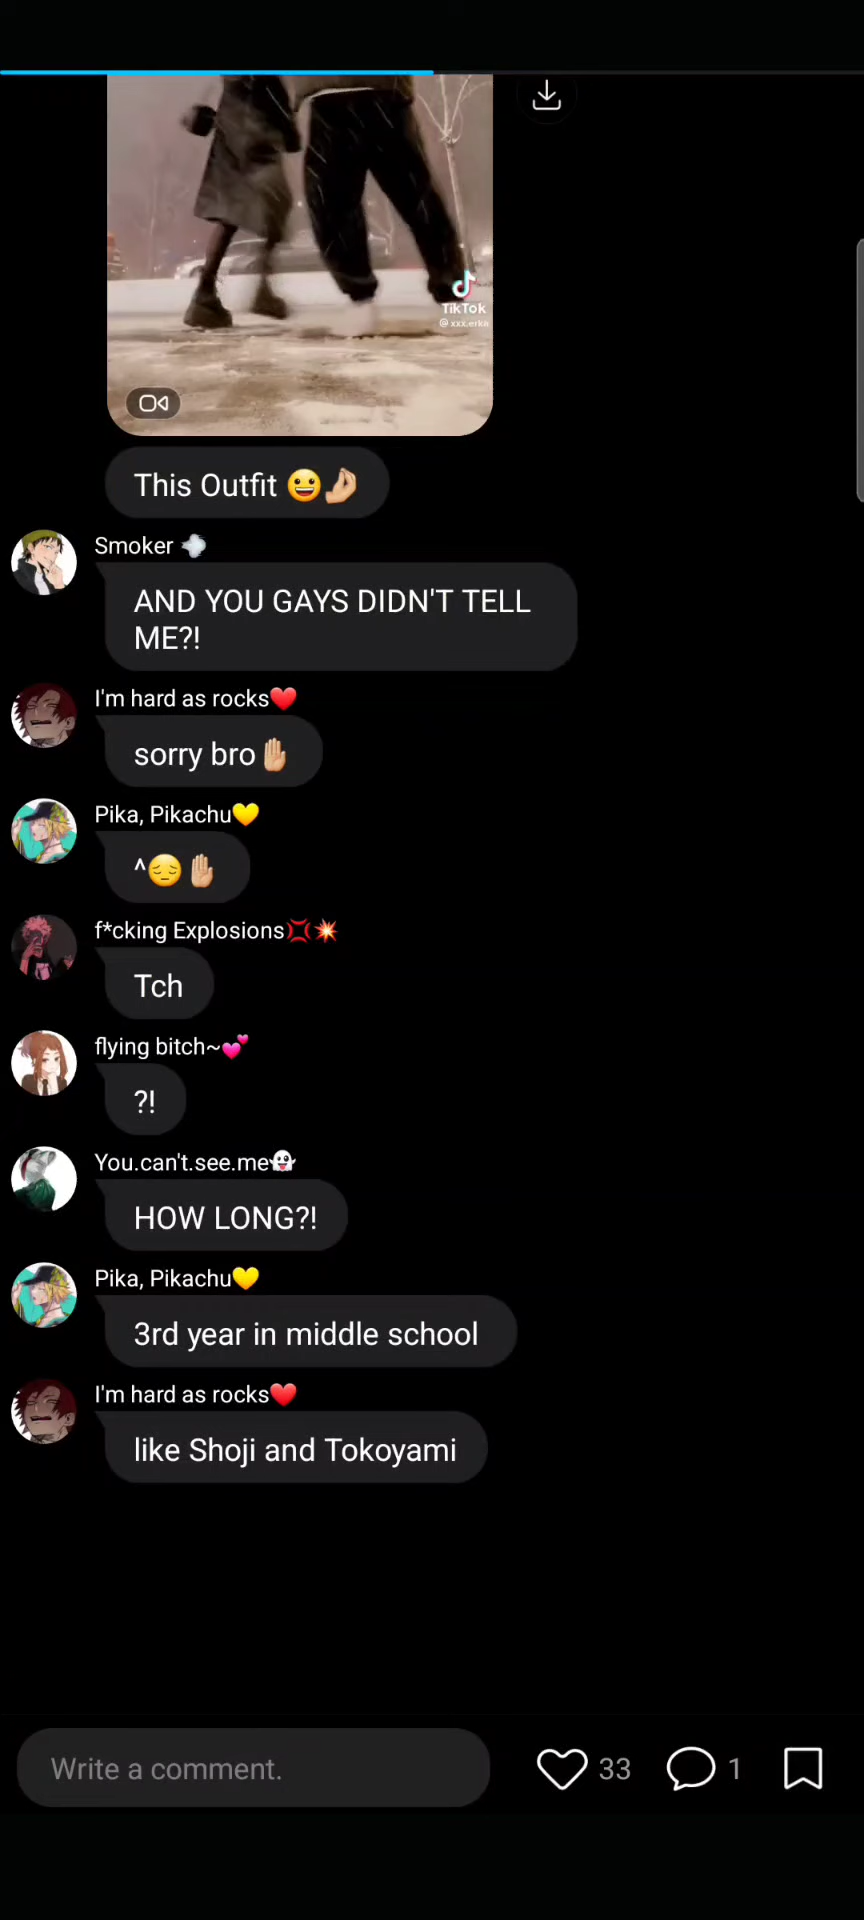 TikTok
@xxx.erka
This Outfit 😀🤌🏼
Smoker 💨
AND YOU GAYS DIDN'T TELL
ME?!
I'm hard as rocks❤️
sorry bro🤚🏼
Pika, Pikachu💛
^😔🤚🏼
f*cking Explosions💢💥
Tch
flying bitch~💕
?!
You.can't.see.me👻
HOW LONG?!
Pika, Pikachu💛
3rd year in middle school
I'm hard as rocks❤️
like Shoji and Tokoyami
Write a comment.
33
1